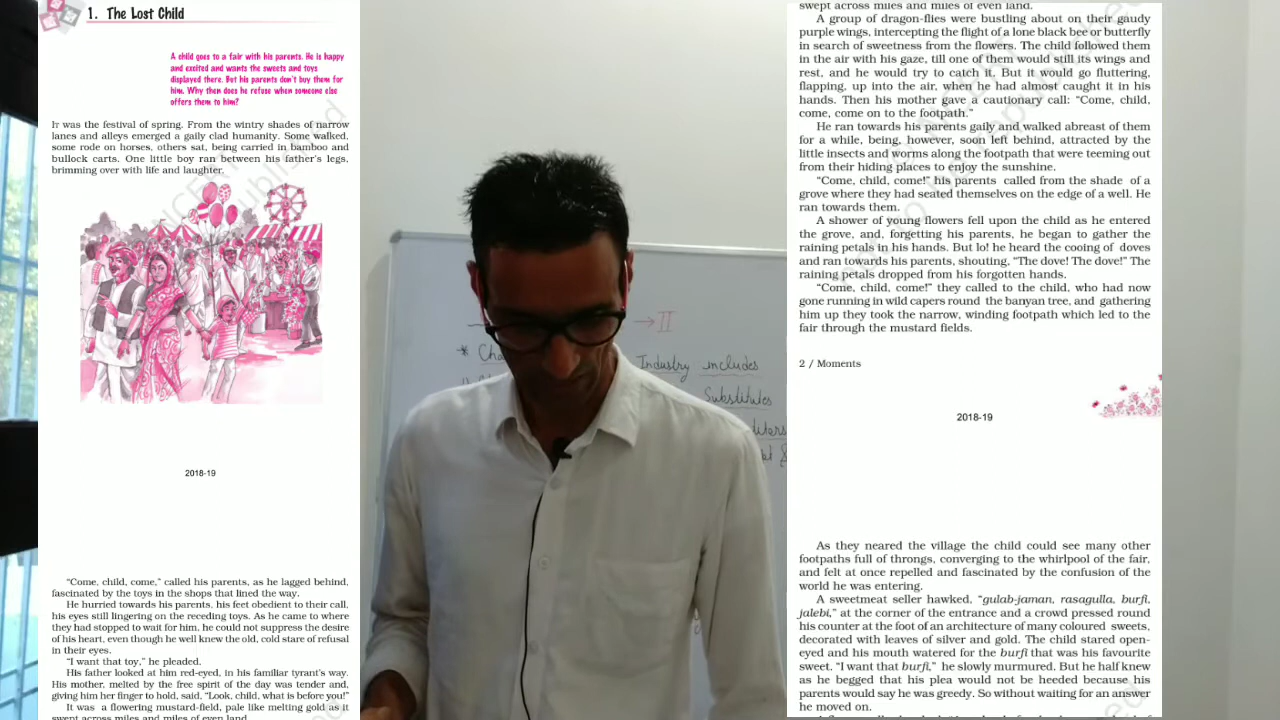 1. The Lost Child
A child goes to a fair with his parents. He is happy
and excited and wants the sweets and toys
displayed there. But his parents don't buy them for
him. Why then does he refuse when someone else
offers them to him?
IT was the festival of spring. From the wintry shades of narrow
lanes and alleys emerged a gaily clad humanity. Some walked,
some rode on horses, others sat, being carried in bamboo and
bullock carts. One little boy ran between his father's legs,
brimming over with life and laughter.
2018-19
“Come, child, come,” called his parents, as he lagged behind,
fascinated by the toys in the shops that lined the way.
He hurried towards his parents, his feet obedient to their call,
his eyes still lingering on the receding toys. As he came to where
they had stopped to wait for him, he could not suppress the desire
of his heart, even though he well knew the old, cold stare of refusal
in their eyes.
“I want that toy,” he pleaded.
His father looked at him red-eyed, in his familiar tyrant's way.
His mother, melted by the free spirit of the day was tender and,
giving him her finger to hold, said, “Look, child, what is before you!”
It was a flowering mustard-field, pale like melting gold as it
swept across miles and miles of even land.
→ II
Industry includes
Substitutes
swept across miles and miles of even land.
A group of dragon-flies were bustling about on their gaudy
purple wings, intercepting the flight of a lone black bee or butterfly
in search of sweetness from the flowers. The child followed them
in the air with his gaze, till one of them would still its wings and
rest, and he would try to catch it. But it would go fluttering,
flapping, up into the air, when he had almost caught it in his
hands. Then his mother gave a cautionary call: “Come, child,
come, come on to the footpath.”
He ran towards his parents gaily and walked abreast of them
for a while, being, however, soon left behind, attracted by the
little insects and worms along the footpath that were teeming out
from their hiding places to enjoy the sunshine.
“Come, child, come!” his parents called from the shade of a
grove where they had seated themselves on the edge of a well. He
ran towards them.
A shower of young flowers fell upon the child as he entered
the grove, and, forgetting his parents, he began to gather the
raining petals in his hands. But lo! he heard the cooing of doves
and ran towards his parents, shouting, “The dove! The dove!” The
raining petals dropped from his forgotten hands.
“Come, child, come!” they called to the child, who had now
gone running in wild capers round the banyan tree, and gathering
him up they took the narrow, winding footpath which led to the
fair through the mustard fields.
2 / Moments
2018-19
As they neared the village the child could see many other
footpaths full of throngs, converging to the whirlpool of the fair,
and felt at once repelled and fascinated by the confusion of the
world he was entering.
A sweetmeat seller hawked, “gulab-jaman, rasagulla, burfi,
jalebi,” at the corner of the entrance and a crowd pressed round
his counter at the foot of an architecture of many coloured sweets,
decorated with leaves of silver and gold. The child stared open-
eyed and his mouth watered for the burfi that was his favourite
sweet. “I want that burfi,” he slowly murmured. But he half knew
as he begged that his plea would not be heeded because his
parents would say he was greedy. So without waiting for an answer
he moved on.